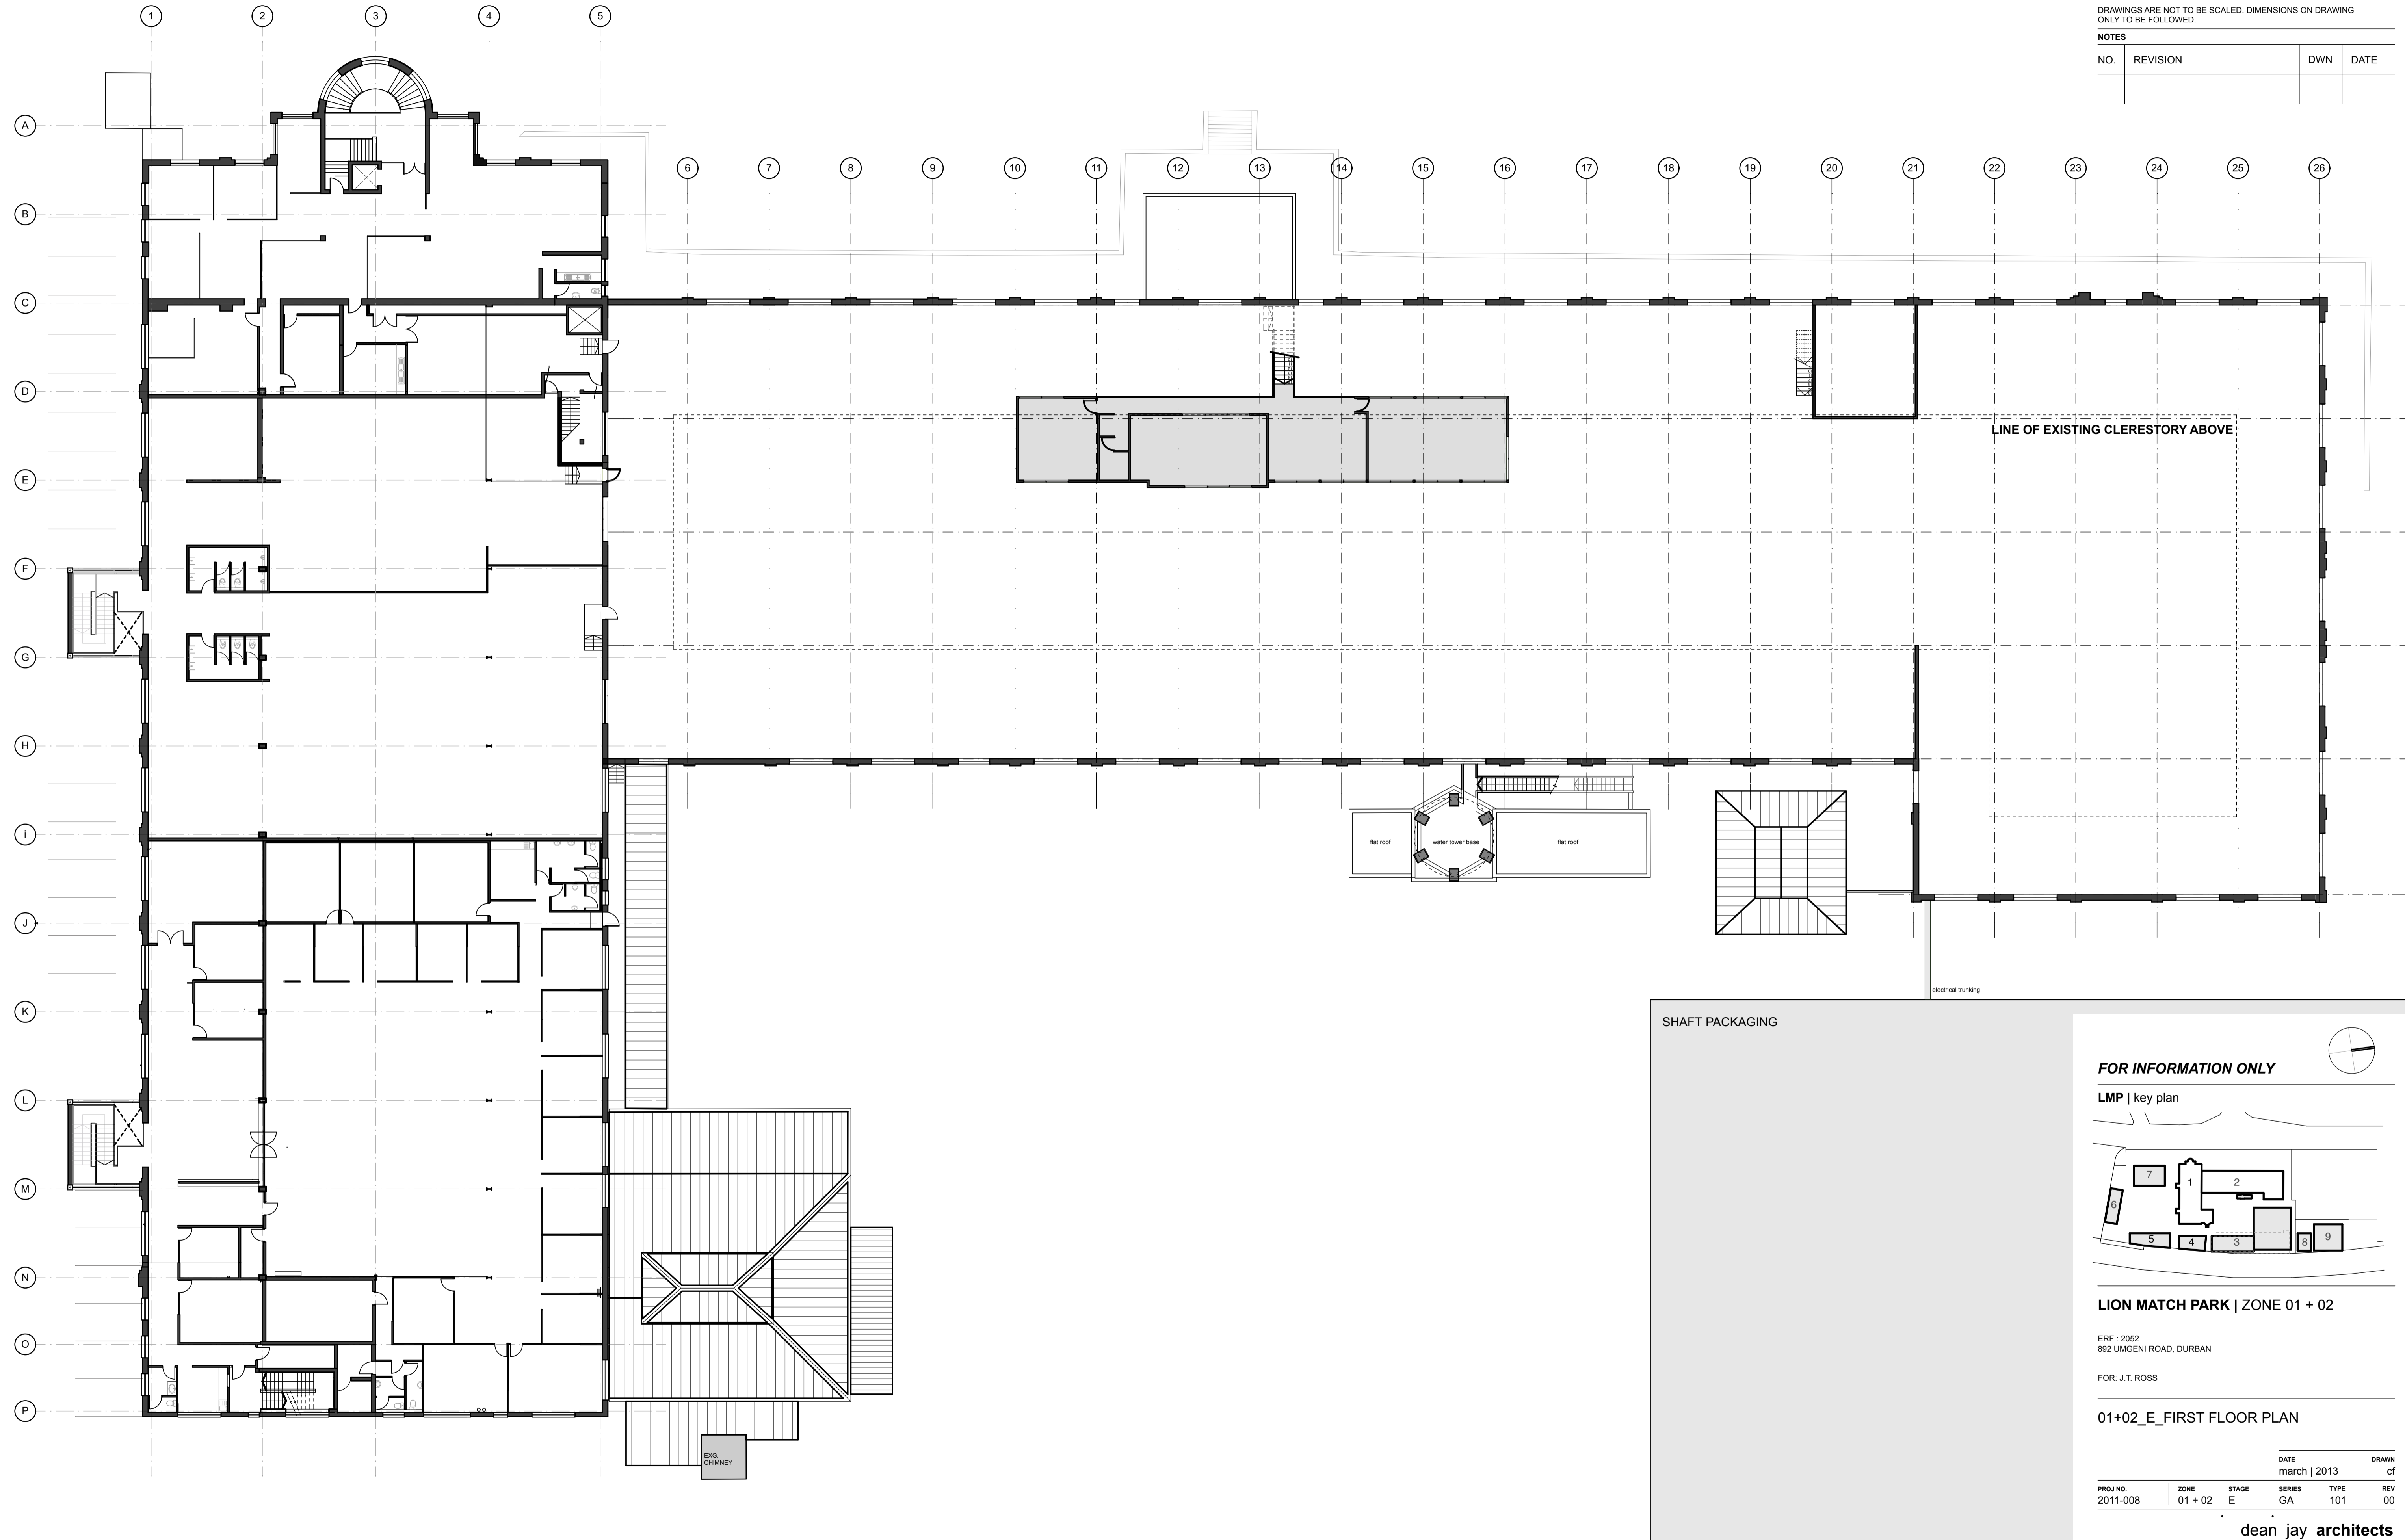 DRAWINGS ARE NOT TO BE SCALED. DIMENSIONS ON DRAWING
ONLY TO BE FOLLOWED.
NOTES
NO. REVISION DWN DATE
1 2 3 4 5
A
6 7 8 9 10 11 12 13 14 15 16 17 18 19 20 21 22 23 24 25 26
B
C
D
LINE OF EXISTING CLERESTORY ABOVE
E
F
G
H
i
flat roof water tower base flat roof
J
electrical trunking
K
SHAFT PACKAGING
FOR INFORMATION ONLY
L
LMP | key plan
M
7 1 2
6
5 4 3 8 9
N
LION MATCH PARK | ZONE 01 + 02
O
ERF : 2052
892 UMGENI ROAD, DURBAN
FOR: J.T. ROSS
P
01+02_E_FIRST FLOOR PLAN
EXG.
CHIMNEY
DATE DRAWN
march | 2013 cf
PROJ NO. ZONE STAGE SERIES TYPE REV
2011-008 01 + 02 E GA 101 00
dean jay architects